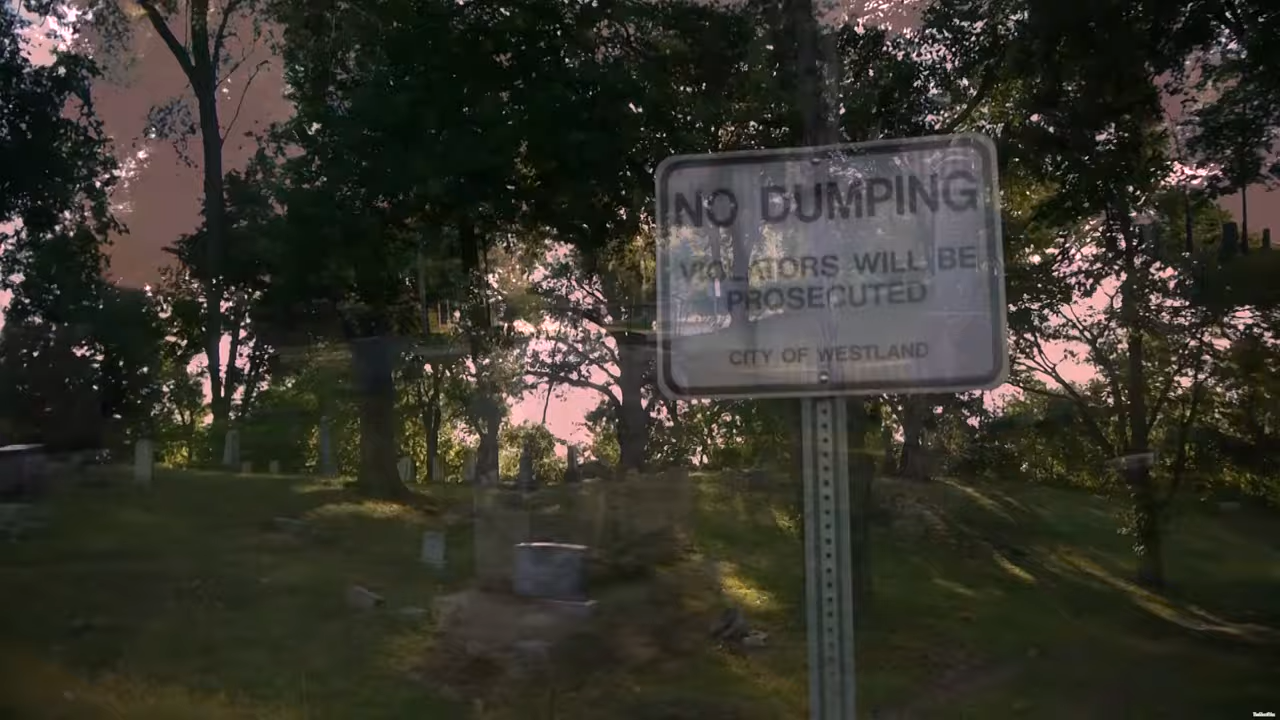 NO DUMPING
VIOLATORS WILL BE
PROSECUTED
CITY OF WESTLAND